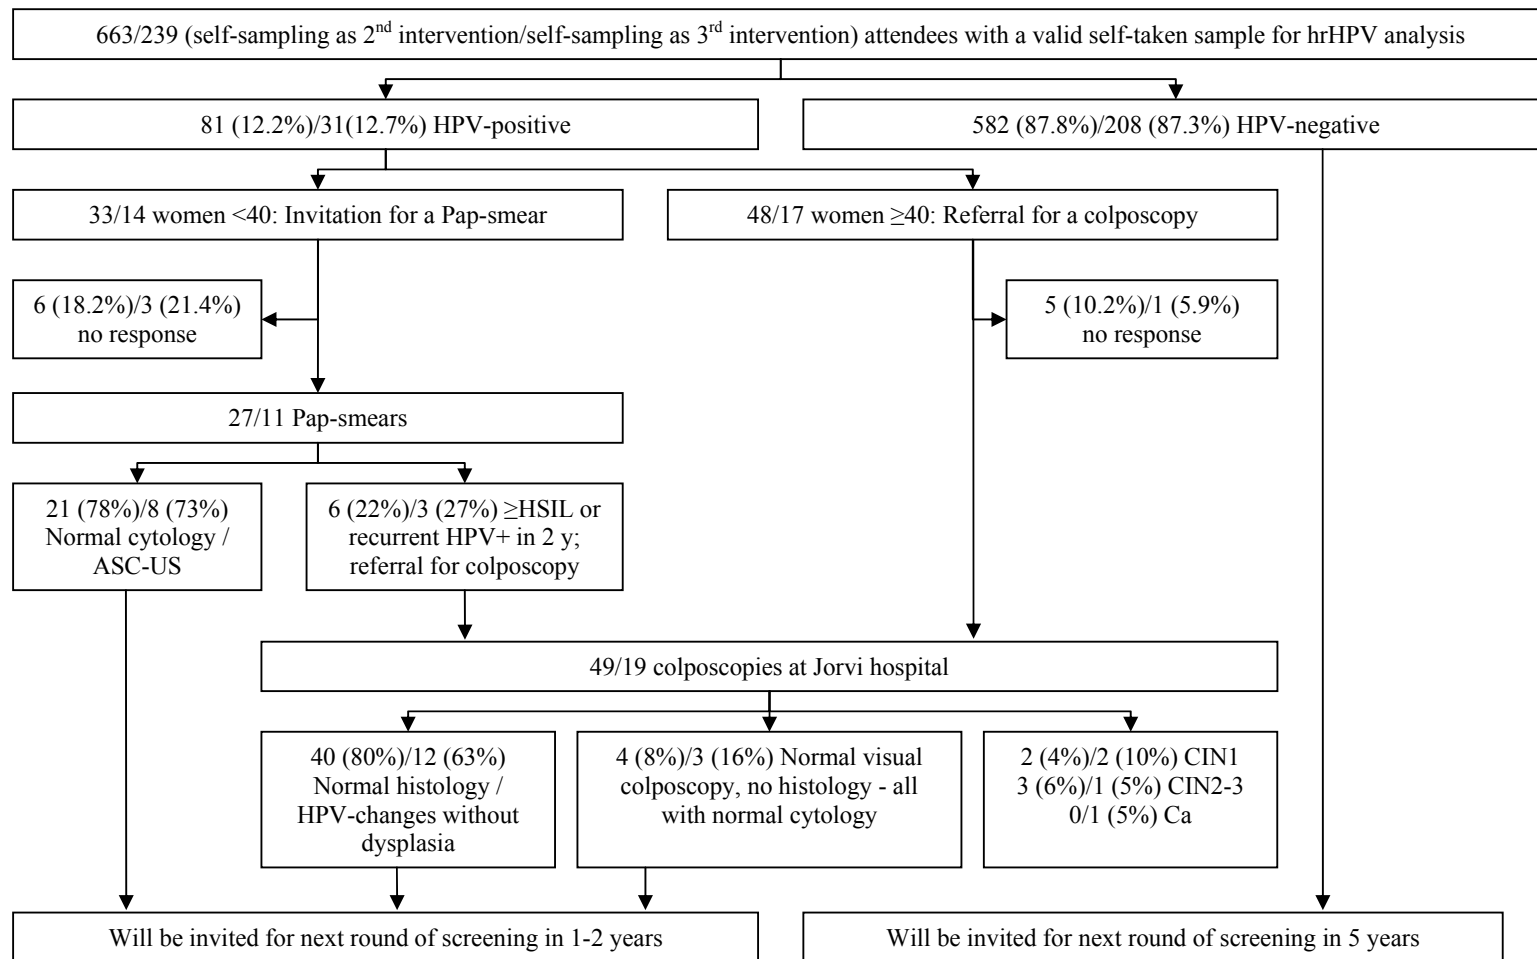 663/239 (self-sampling as 2nd intervention/self-sampling as 3rd intervention) attendees with a valid self-taken sample for hrHPV analysis
81 (12.2%)/31(12.7%) HPV-positive
582 (87.8%)/208 (87.3%) HPV-negative
33/14 women <40: Invitation for a Pap-smear
48/17 women ≥40: Referral for a colposcopy
6 (18.2%)/3 (21.4%)
no response
5 (10.2%)/1 (5.9%)
no response
27/11 Pap-smears
21 (78%)/8 (73%)
Normal cytology /
ASC-US
6 (22%)/3 (27%) ≥HSIL or
recurrent HPV+ in 2 y;
referral for colposcopy
49/19 colposcopies at Jorvi hospital
40 (80%)/12 (63%)
Normal histology /
HPV-changes without
dysplasia
4 (8%)/3 (16%) Normal visual
colposcopy, no histology - all
with normal cytology
2 (4%)/2 (10%) CIN1
3 (6%)/1 (5%) CIN2-3
0/1 (5%) Ca
Will be invited for next round of screening in 1-2 years
Will be invited for next round of screening in 5 years